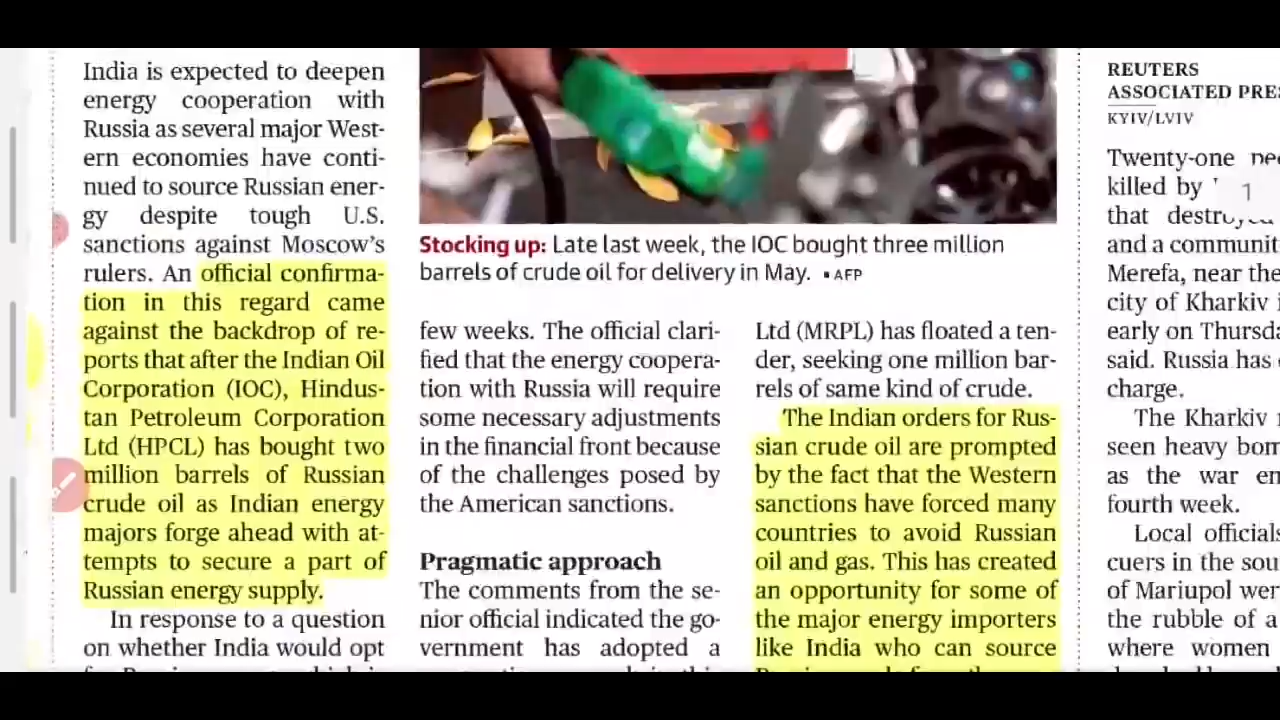 India is expected to deepen
energy cooperation with
Russia as several major West-
ern economies have conti-
nued to source Russian ener-
gy despite tough U.S.
sanctions against Moscow's
rulers. An official confirma-
tion in this regard came
against the backdrop of re-
ports that after the Indian Oil
Corporation (IOC), Hindus-
tan Petroleum Corporation
Ltd (HPCL) has bought two
million barrels of Russian
crude oil as Indian energy
majors forge ahead with at-
tempts to secure a part of
Russian energy supply.
In response to a question
on whether India would opt
Stocking up: Late last week, the IOC bought three million
barrels of crude oil for delivery in May. ▪ AFP
few weeks. The official clari-
fied that the energy coopera-
tion with Russia will require
some necessary adjustments
in the financial front because
of the challenges posed by
the American sanctions.
Pragmatic approach
The comments from the se-
nior official indicated the go-
vernment has adopted a
Ltd (MRPL) has floated a ten-
der, seeking one million bar-
rels of same kind of crude.
The Indian orders for Rus-
sian crude oil are prompted
by the fact that the Western
sanctions have forced many
countries to avoid Russian
oil and gas. This has created
an opportunity for some of
the major energy importers
like India who can source
REUTERS
ASSOCIATED PRE
KYIV/LVIV
Twenty-one
killed by
that
and a communit
Merefa, near the
city of Kharkiv
early on Thursda
said. Russia has
charge.
The Kharkiv
seen heavy bom
as the war en
fourth week.
Local officials
cuers in the sou
of Mariupol wer
the rubble of a
where women
1